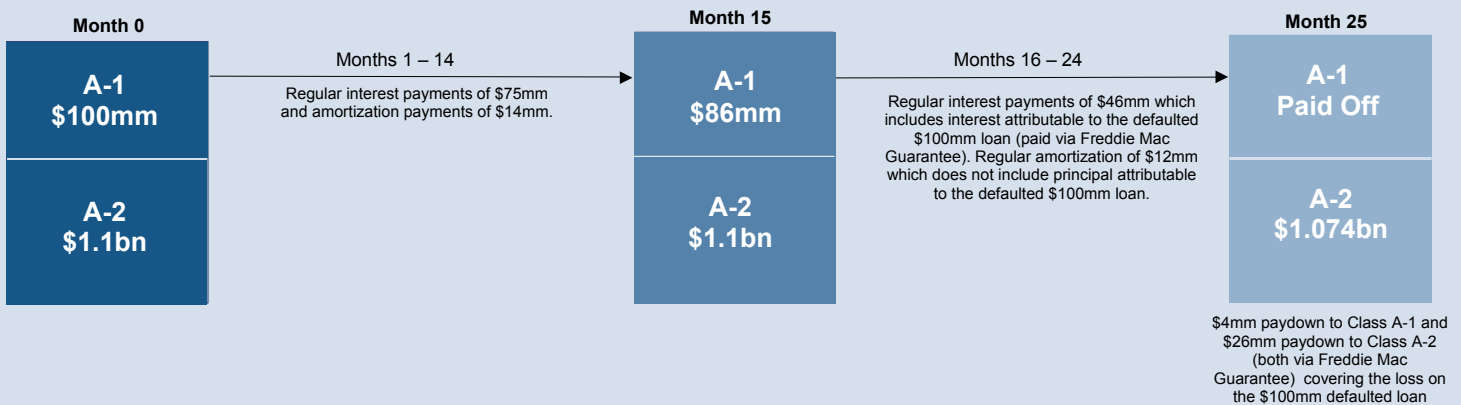 Month 0
A-1
$100mm
A-2
$1.1bn
Months 1 – 14
Regular interest payments of $75mm
and amortization payments of $14mm.
Month 15
A-1
$86mm
A-2
$1.1bn
Months 16 – 24
Regular interest payments of $46mm which
includes interest attributable to the defaulted
$100mm loan (paid via Freddie Mac
Guarantee). Regular amortization of $12mm
which does not include principal attributable
to the defaulted $100mm loan.
Month 25
A-1
Paid Off
A-2
$1.074bn
$4mm paydown to Class A-1 and
$26mm paydown to Class A-2
(both via Freddie Mac
Guarantee) covering the loss on
the $100mm defaulted loan